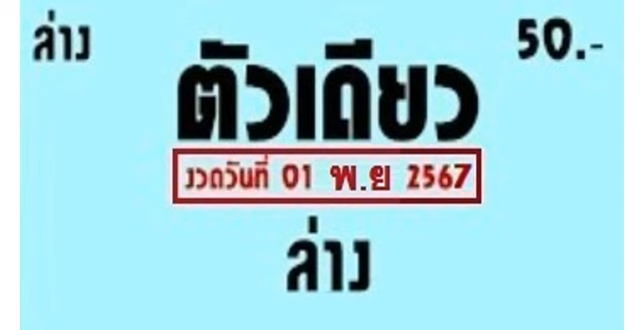 ล่าง 50.-
ตัวเดียว
งวดวันที่ 01 พ.ย 2567
ล่าง